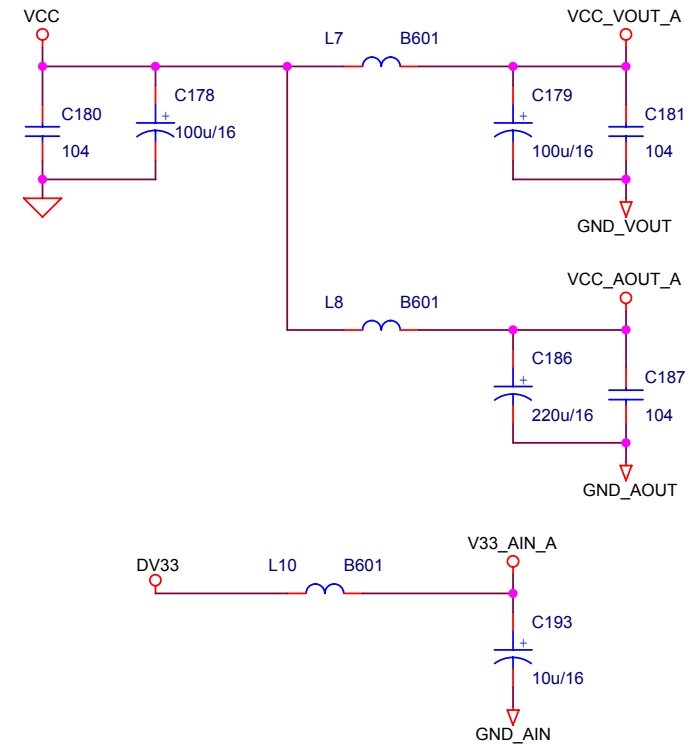 VCC
VCC_VOUT_A
L7
B601
C180
104
C178
+
100u/16
C179
+
100u/16
C181
104
GND_VOUT
VCC_AOUT_A
L8
B601
C186
+
220u/16
C187
104
GND_AOUT
DV33
L10
B601
V33_AIN_A
C193
+
10u/16
GND_AIN